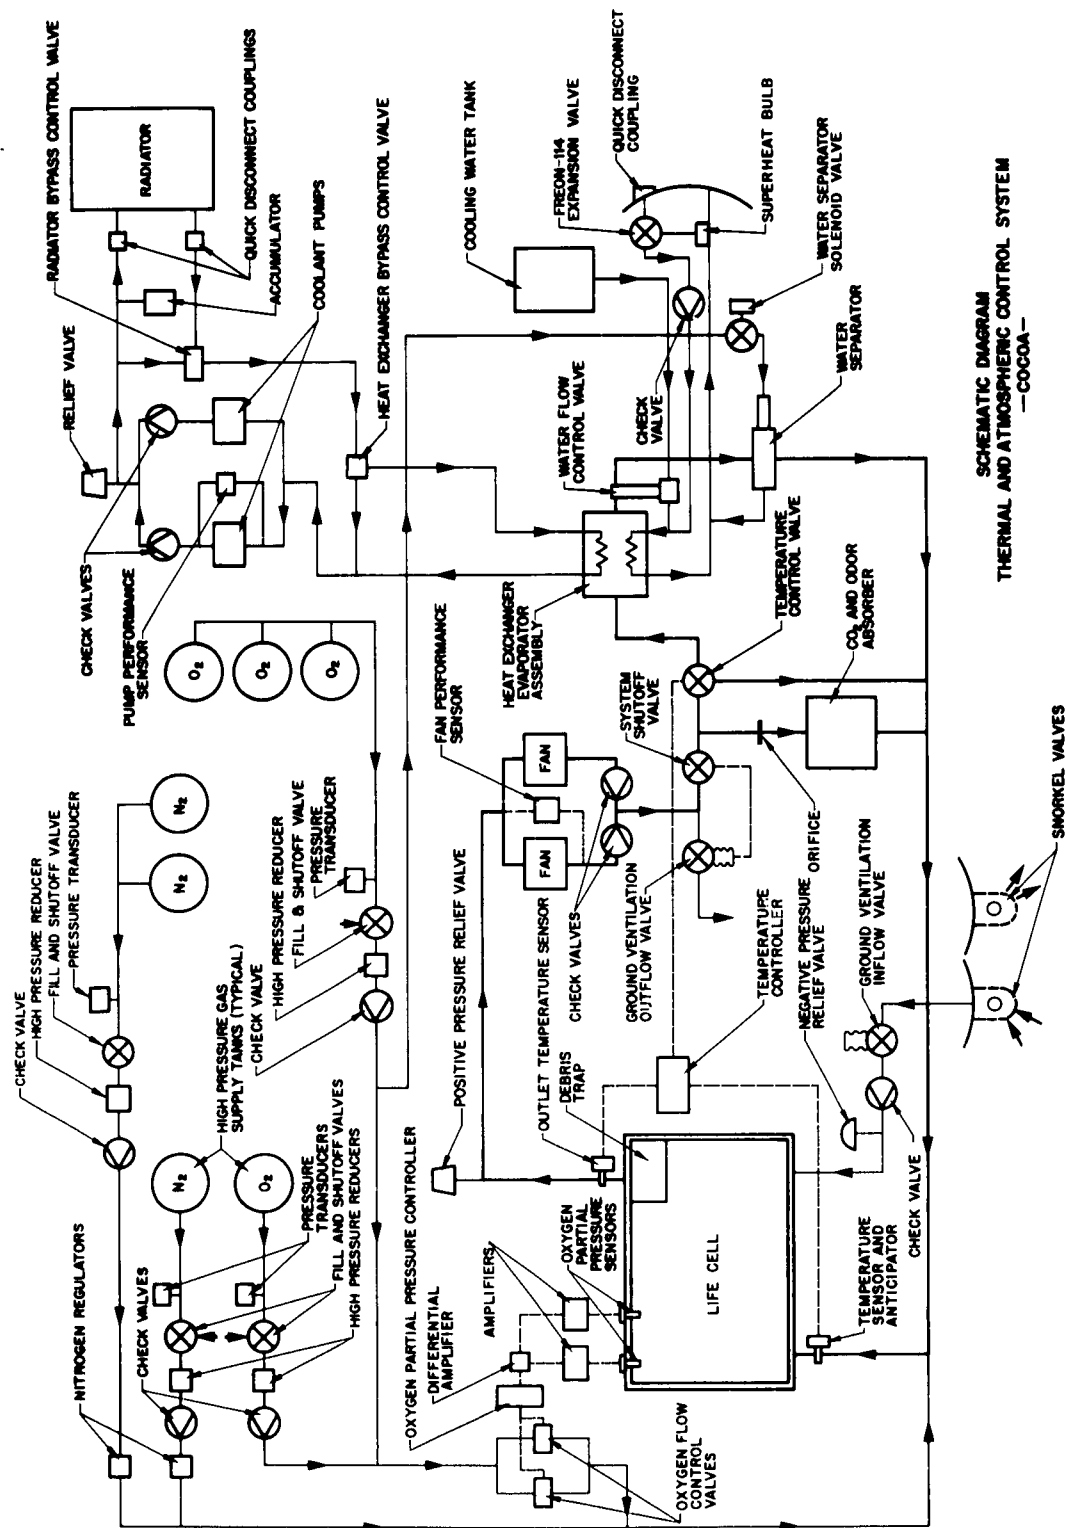 RADIATOR BYPASS CONTROL VALVE
RELIEF VALVE
CHECK VALVES
PUMP PERFORMANCE
SENSOR
RADIATOR
QUICK DISCONNECT COUPLINGS
ACCUMULATOR
COOLANT PUMPS
HEAT EXCHANGER BYPASS CONTROL VALVE
O2
O2
O2
N2
N2
CHECK VALVE
HIGH PRESSURE REDUCER
FILL AND SHUTOFF VALVE
PRESSURE TRANSDUCER
HIGH PRESSURE GAS
SUPPLY TANKS (TYPICAL)
CHECK VALVE
HIGH PRESSURE REDUCER
FILL & SHUTOFF VALVE
PRESSURE
TRANSDUCER
NITROGEN REGULATORS
CHECK VALVES
N2
O2
PRESSURE
TRANSDUCERS
FILL AND SHUTOFF VALVES
HIGH PRESSURE REDUCERS
FAN PERFORMANCE
SENSOR
FAN
FAN
POSITIVE PRESSURE RELIEF VALVE
OUTLET TEMPERATURE SENSOR
DEBRIS
TRAP
CHECK VALVES
GROUND VENTILATION
OUTFLOW VALVE
SYSTEM
SHUTOFF
VALVE
HEAT EXCHANGER
EVAPORATOR
ASSEMBLY
WATER FLOW
CONTROL VALVE
CHECK
VALVE
COOLING WATER TANK
FREON-114
EXPANSION VALVE
QUICK DISCONNECT
COUPLING
SUPERHEAT BULB
WATER SEPARATOR
SOLENOID VALVE
WATER
SEPARATOR
TEMPERATURE
CONTROL VALVE
CO2 AND ODOR
ABSORBER
ORIFICE
TEMPERATURE
CONTROLLER
NEGATIVE PRESSURE
RELIEF VALVE
GROUND VENTILATION
INFLOW VALVE
SNORKEL VALVES
CHECK VALVE
TEMPERATURE
SENSOR AND
ANTICIPATOR
LIFE CELL
OXYGEN
PARTIAL
PRESSURE
SENSORS
AMPLIFIERS
DIFFERENTIAL
AMPLIFIER
OXYGEN PARTIAL PRESSURE CONTROLLER
OXYGEN FLOW
CONTROL
VALVES
SCHEMATIC DIAGRAM
THERMAL AND ATMOSPHERIC CONTROL SYSTEM
—COCOA—